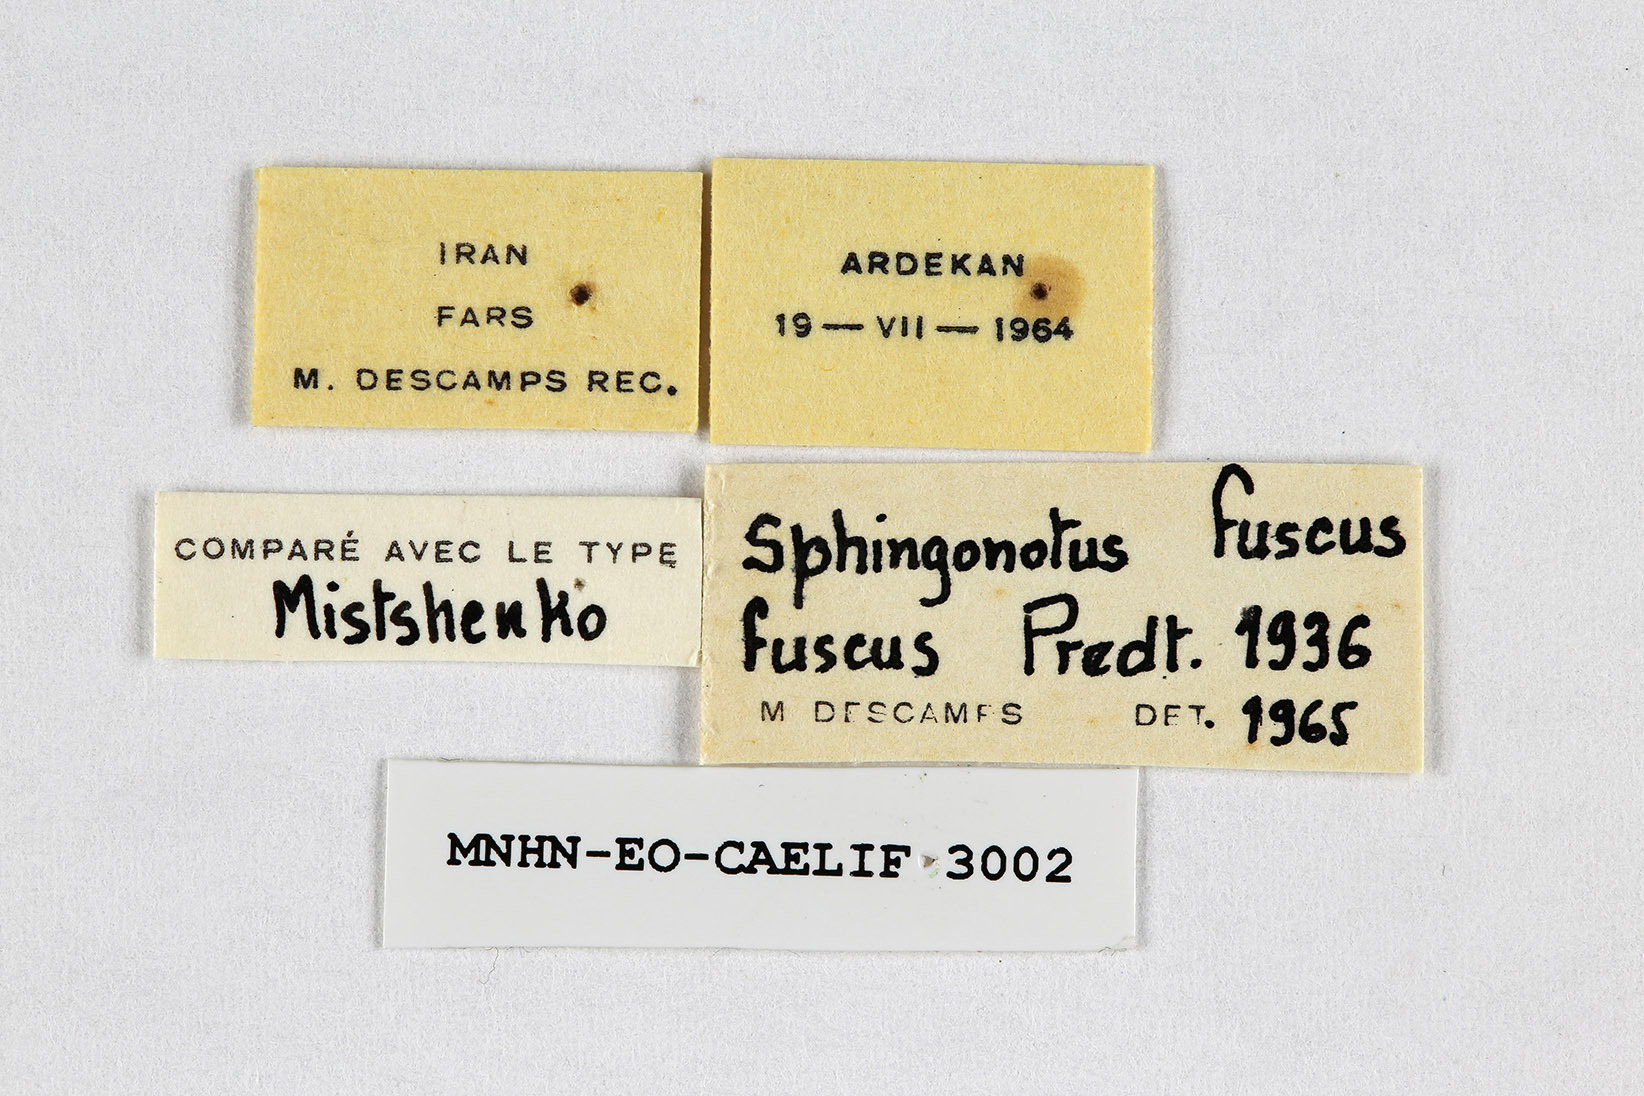 IRAN
FARS
M. DESCAMPS REC.
ARDEKAN
19 — VII — 1964
COMPARÉ AVEC LE TYPE
Mistshenko
Sphingonotus fuscus
fuscus Predt. 1936
M DESCAMPS DET. 1965
MNHN-EO-CAELIF 3002